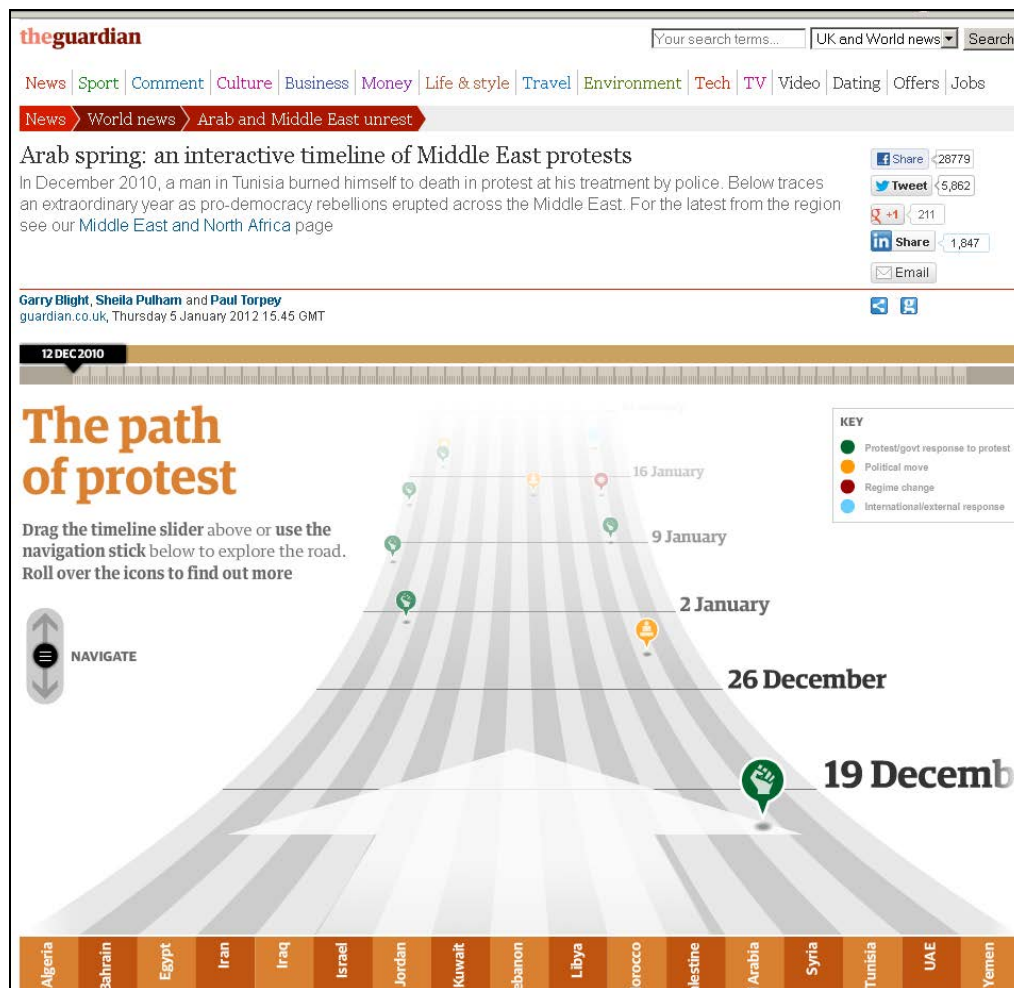 theguardian
Your search terms... UK and World news Search
News Sport Comment Culture Business Money Life & style Travel Environment Tech TV Video Dating Offers Jobs
News World news Arab and Middle East unrest
Arab spring: an interactive timeline of Middle East protests
In December 2010, a man in Tunisia burned himself to death in protest at his treatment by police. Below traces
an extraordinary year as pro-democracy rebellions erupted across the Middle East. For the latest from the region
see our Middle East and North Africa page
Share 28779
Tweet 5,862
+1 211
in Share 1,847
Email
Garry Blight, Sheila Pulham and Paul Torpey
guardian.co.uk, Thursday 5 January 2012 15.45 GMT
12 DEC 2010
The path
of protest
Drag the timeline slider above or use the
navigation stick below to explore the road.
Roll over the icons to find out more
NAVIGATE
KEY
Protest/govt response to protest
Political move
Regime change
International/external response
16 January
9 January
2 January
26 December
19 Decemb
Algeria
Bahrain
Egypt
Iran
Iraq
Israel
Jordan
Kuwait
ebanon
Libya
orocco
lestine
Arabia
Syria
Tunisia
UAE
Yemen